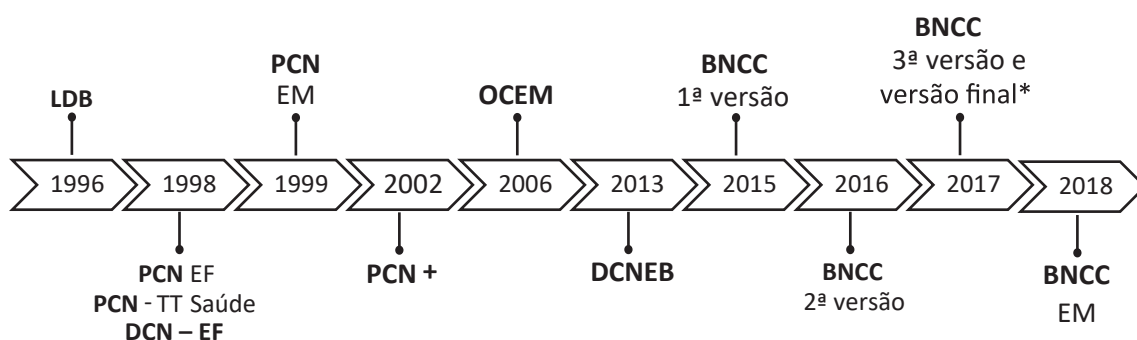 LDB
PCN
EM
OCEM
BNCC
1ª versão
BNCC
3ª versão e
versão final*
1996
1998
1999
2002
2006
2013
2015
2016
2017
2018
PCN EF
PCN - TT Saúde
DCN – EF
PCN +
DCNEB
BNCC
2ª versão
BNCC
EM